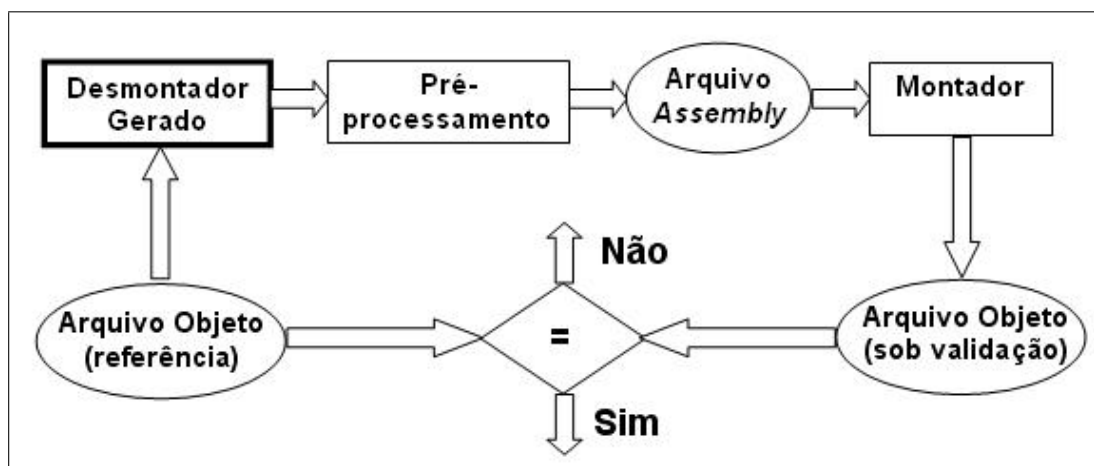 Desmontador
Gerado
Pré-
processamento
Arquivo
Assembly
Montador
Não
Arquivo Objeto
(referência)
=
Arquivo Objeto
(sob validação)
Sim